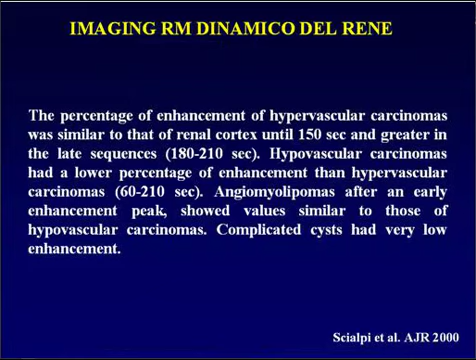 IMAGING RM DINAMICO DEL RENE
The percentage of enhancement of hypervascular carcinomas
was similar to that of renal cortex until 150 sec and greater in
the late sequences (180-210 sec). Hypovascular carcinomas
had a lower percentage of enhancement than hypervascular
carcinomas (60-210 sec). Angiomyolipomas after an early
enhancement peak, showed values similar to those of
hypovascular carcinomas. Complicated cysts had very low
enhancement.
Scialpi et al. AJR 2000